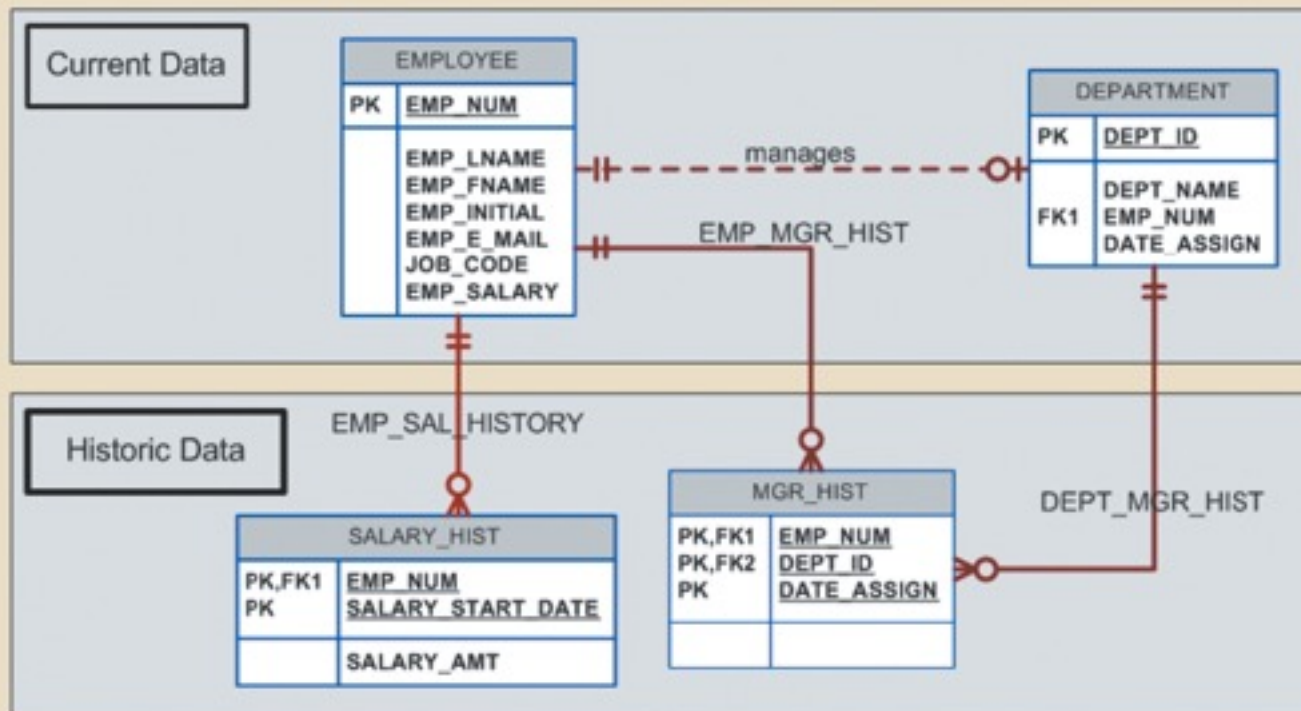 Current Data
EMPLOYEE
PK EMP_NUM
EMP_LNAME
EMP_FNAME
EMP_INITIAL
EMP_E_MAIL
JOB_CODE
EMP_SALARY
manages
EMP_MGR_HIST
DEPARTMENT
PK DEPT_ID
DEPT_NAME
FK1 EMP_NUM
DATE_ASSIGN
Historic Data
EMP_SAL_HISTORY
DEPT_MGR_HIST
SALARY_HIST
PK,FK1 EMP_NUM
PK SALARY_START_DATE
SALARY_AMT
MGR_HIST
PK,FK1 EMP_NUM
PK,FK2 DEPT_ID
PK DATE_ASSIGN